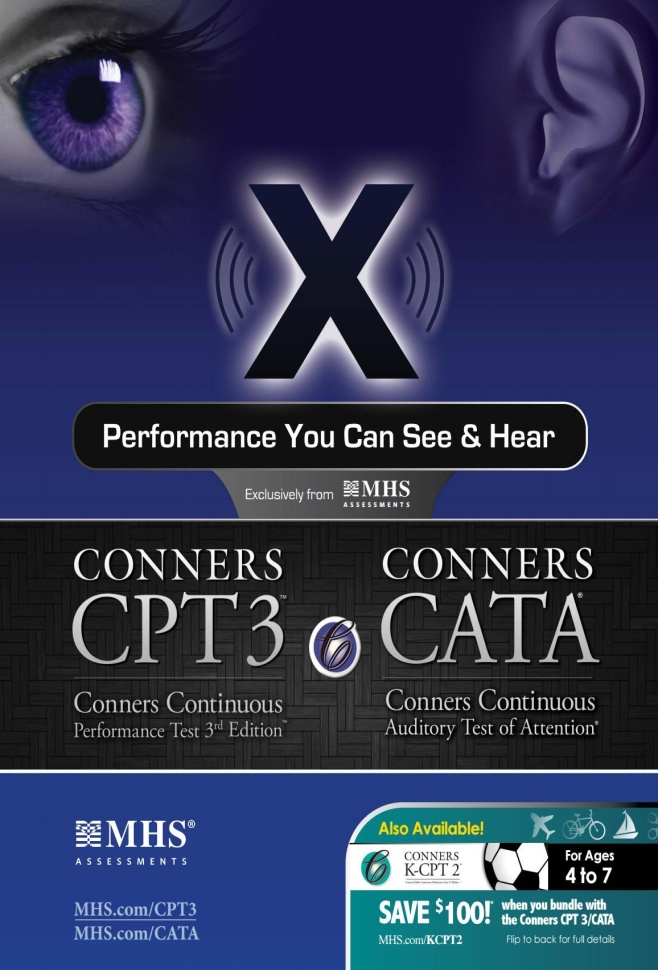 X
Performance You Can See & Hear
Exclusively from MHS
ASSESSMENTS
CONNERS
CPT 3™
Conners Continuous
Performance Test 3rd Edition™
CONNERS
CATA®
Conners Continuous
Auditory Test of Attention®
MHS®
ASSESSMENTS
MHS.com/CPT3
MHS.com/CATA
Also Available!
CONNERS
K-CPT 2™
For Ages
4 to 7
SAVE $100!* when you bundle with
the Conners CPT 3/CATA
MHS.com/KCPT2
Flip to back for full details